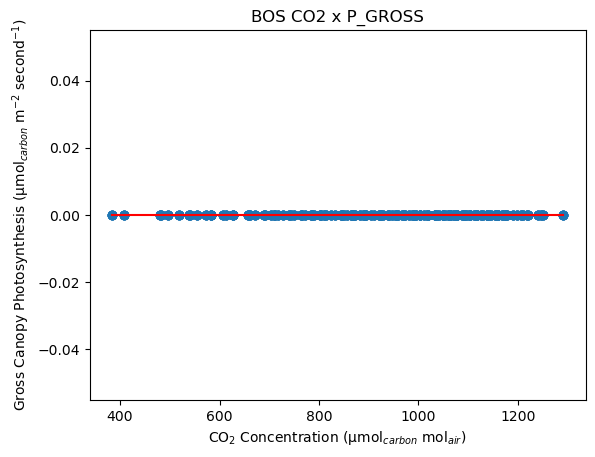 BOS CO2 x P_GROSS
Gross Canopy Photosynthesis (μmol_carbon m⁻² second⁻¹)
0.04
0.02
0.00
−0.02
−0.04
400 600 800 1000 1200
CO₂ Concentration (μmol_carbon mol_air)